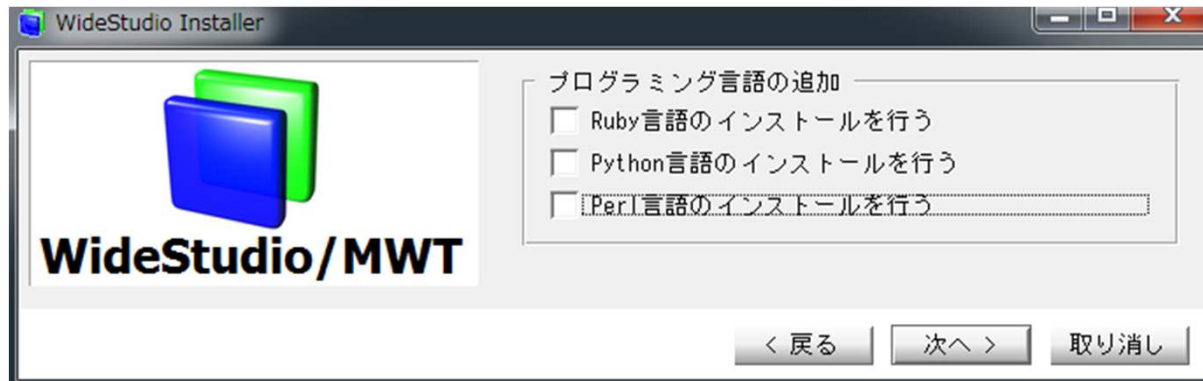 WideStudio Installer
プログラミング言語の追加
Ruby言語のインストールを行う
Python言語のインストールを行う
Perl言語のインストールを行う
WideStudio/MWT
< 戻る
次へ >
取り消し